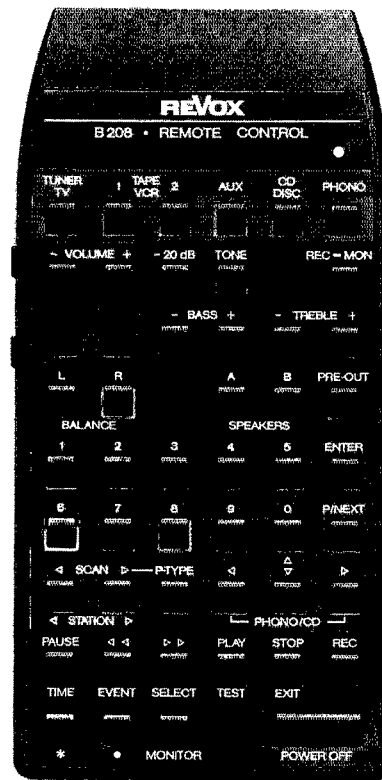 REVOX
B208 • REMOTE CONTROL
TUNER TV 1 TAPE VCR 2 AUX CD DISC PHONO
- VOLUME + -20 dB TONE REC=MON
- BASS + - TREBLE +
L R A B PRE-OUT
BALANCE SPEAKERS
1 2 3 4 5 ENTER
6 7 8 9 0 P/NEXT
◁ SCAN ▷ P-TYPE ◁ △ ▽ ▷
◁ STATION ▷ PHONO/CD
PAUSE ◁◁ ▷▷ PLAY STOP REC
TIME EVENT SELECT TEST EXIT
* • MONITOR POWER OFF